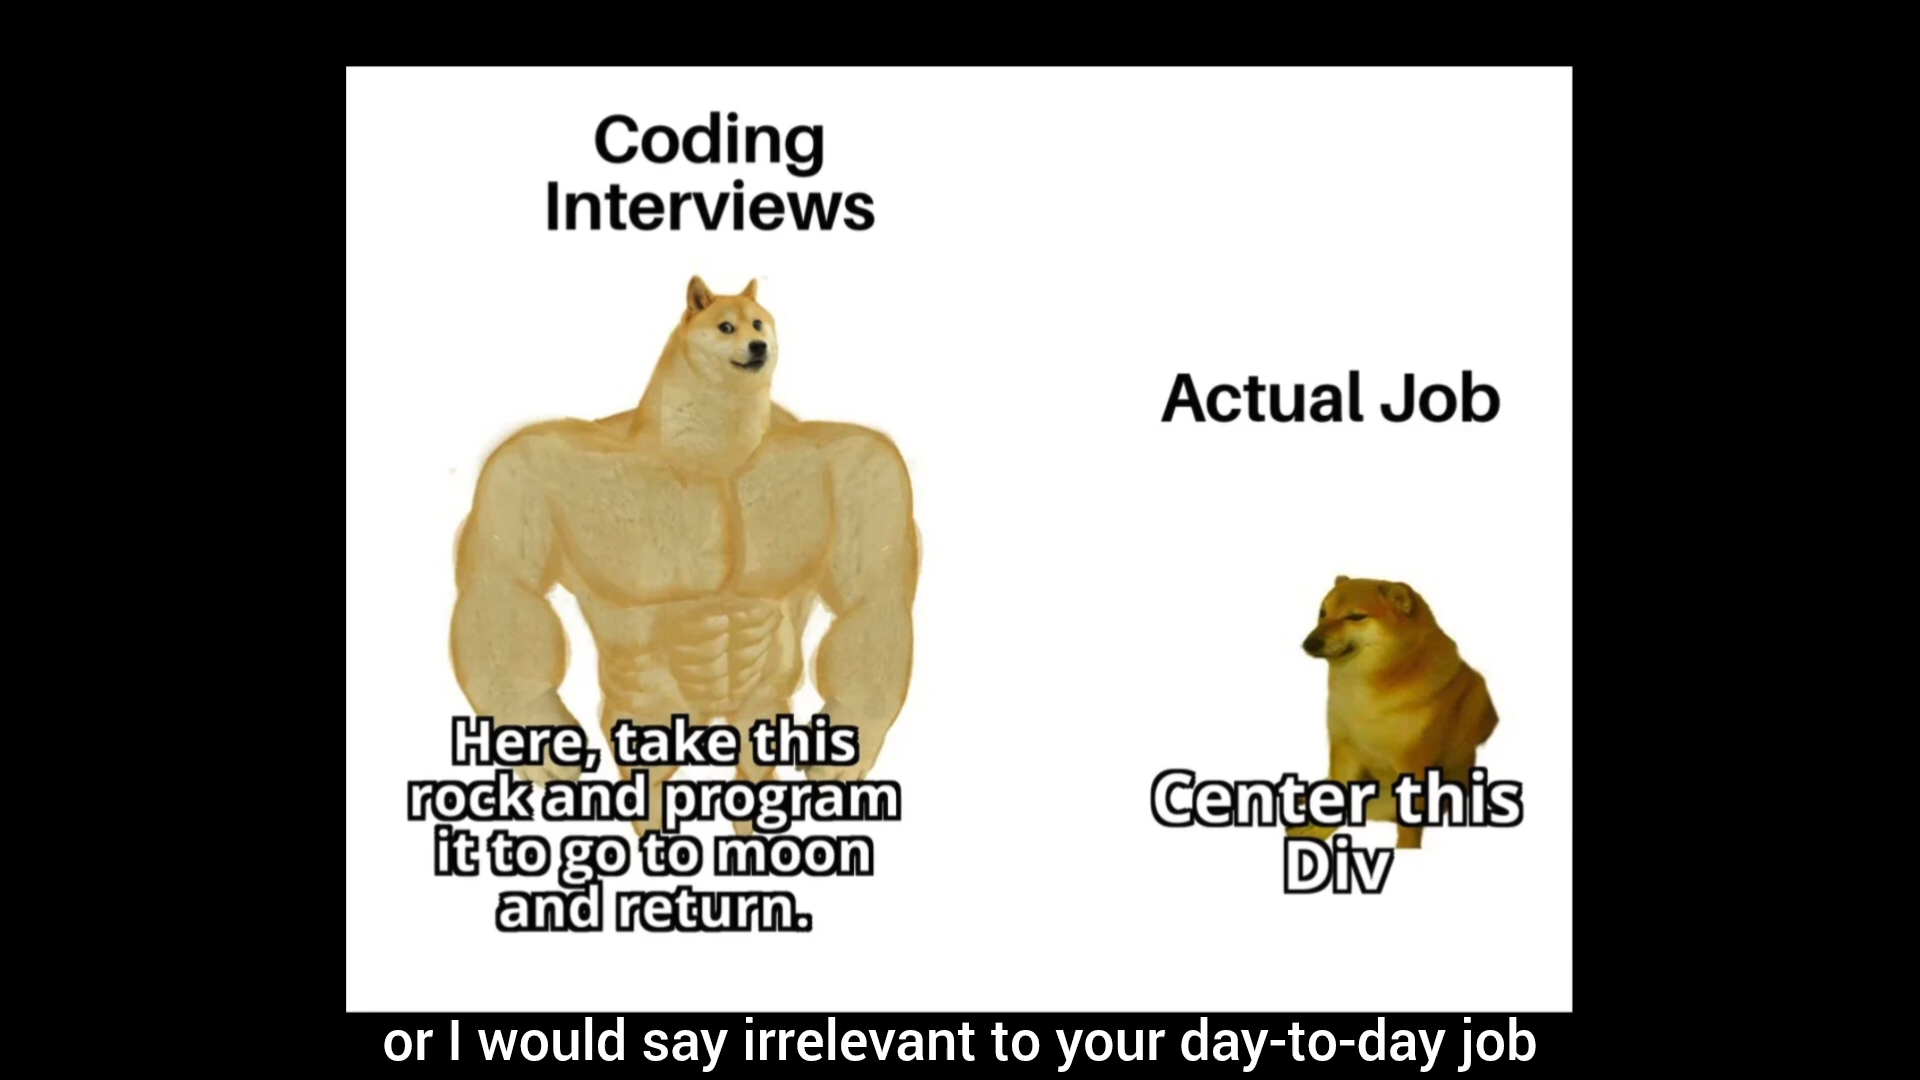 Coding
Interviews
Actual Job
Here, take this
rock and program
it to go to moon
and return.
Center this
Div
or I would say irrelevant to your day-to-day job